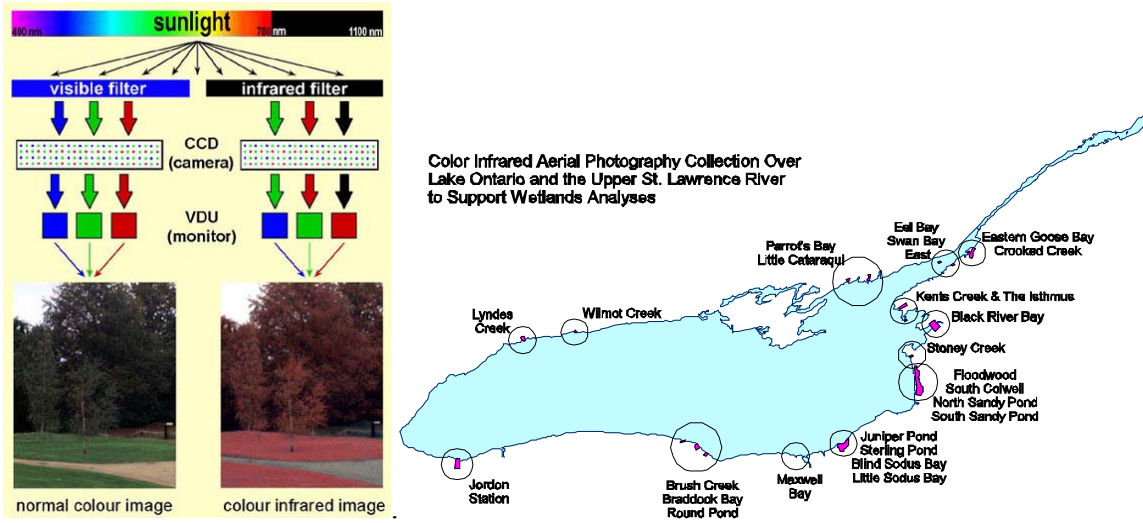 sunlight
400 nm
700 nm
1100 nm
visible filter
infrared filter
CCD
(camera)
VDU
(monitor)
normal colour image
colour infrared image
Color Infrared Aerial Photography Collection Over
Lake Ontario and the Upper St. Lawrence River
to Support Wetlands Analyses
Eel Bay
Swan Bay
East
Eastern Goose Bay
Crooked Creek
Parrot's Bay
Little Cataraqui
Kents Creek & The Isthmus
Lyndes
Creek
Wilmot Creek
Black River Bay
Stoney Creek
Floodwood
South Colwell
North Sandy Pond
South Sandy Pond
Juniper Pond
Sterling Pond
Blind Sodus Bay
Little Sodus Bay
Jordon
Station
Brush Creek
Braddock Bay
Round Pond
Maxwell
Bay